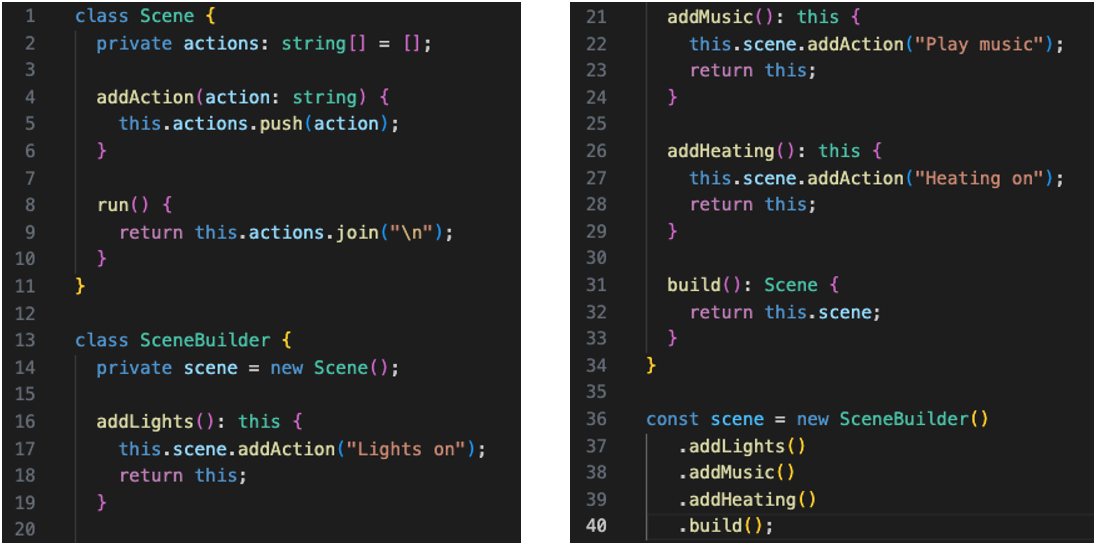 1 class Scene {
2   private actions: string[] = [];
3
4   addAction(action: string) {
5     this.actions.push(action);
6   }
7
8   run() {
9     return this.actions.join("\n");
10   }
11 }
12
13 class SceneBuilder {
14   private scene = new Scene();
15
16   addLights(): this {
17     this.scene.addAction("Lights on");
18     return this;
19   }
20
21   addMusic(): this {
22     this.scene.addAction("Play music");
23     return this;
24   }
25
26   addHeating(): this {
27     this.scene.addAction("Heating on");
28     return this;
29   }
30
31   build(): Scene {
32     return this.scene;
33   }
34 }
35
36 const scene = new SceneBuilder()
37   .addLights()
38   .addMusic()
39   .addHeating()
40   .build();